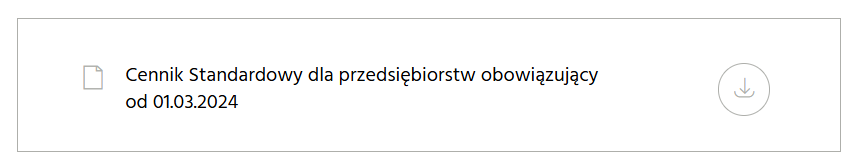 Cennik Standardowy dla przedsiębiorstw obowiązujący
od 01.03.2024